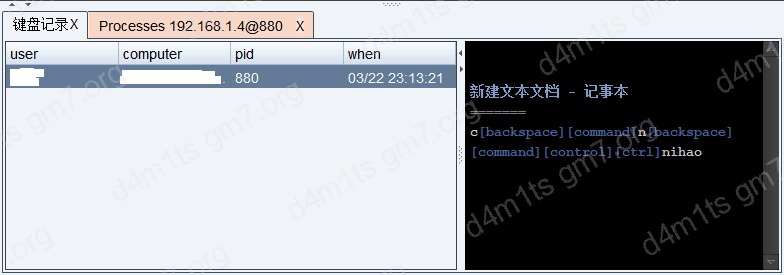 键盘记录X
Processes 192.168.1.4@880 X
user computer pid when
880 03/22 23:13:21
新建文本文档 - 记事本
=======
c[backspace][command]n[backspace]
[command][control][ctrl]nihao
d4m1ts gm7.org
d4m1ts gm7.org
d4m1ts gm7.org
d4m1ts gm7.org
d4m1ts gm7.org